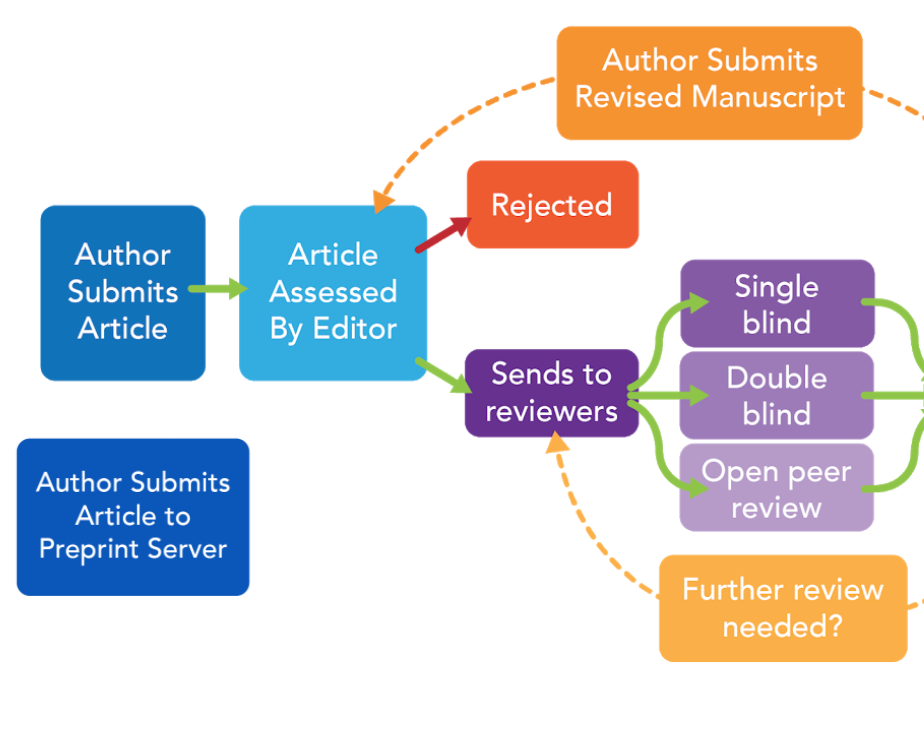 Author Submits
Revised Manuscript
Rejected
Author
Submits
Article
Article
Assessed
By Editor
Single
blind
Sends to
reviewers
Double
blind
Open peer
review
Author Submits
Article to
Preprint Server
Further review
needed?